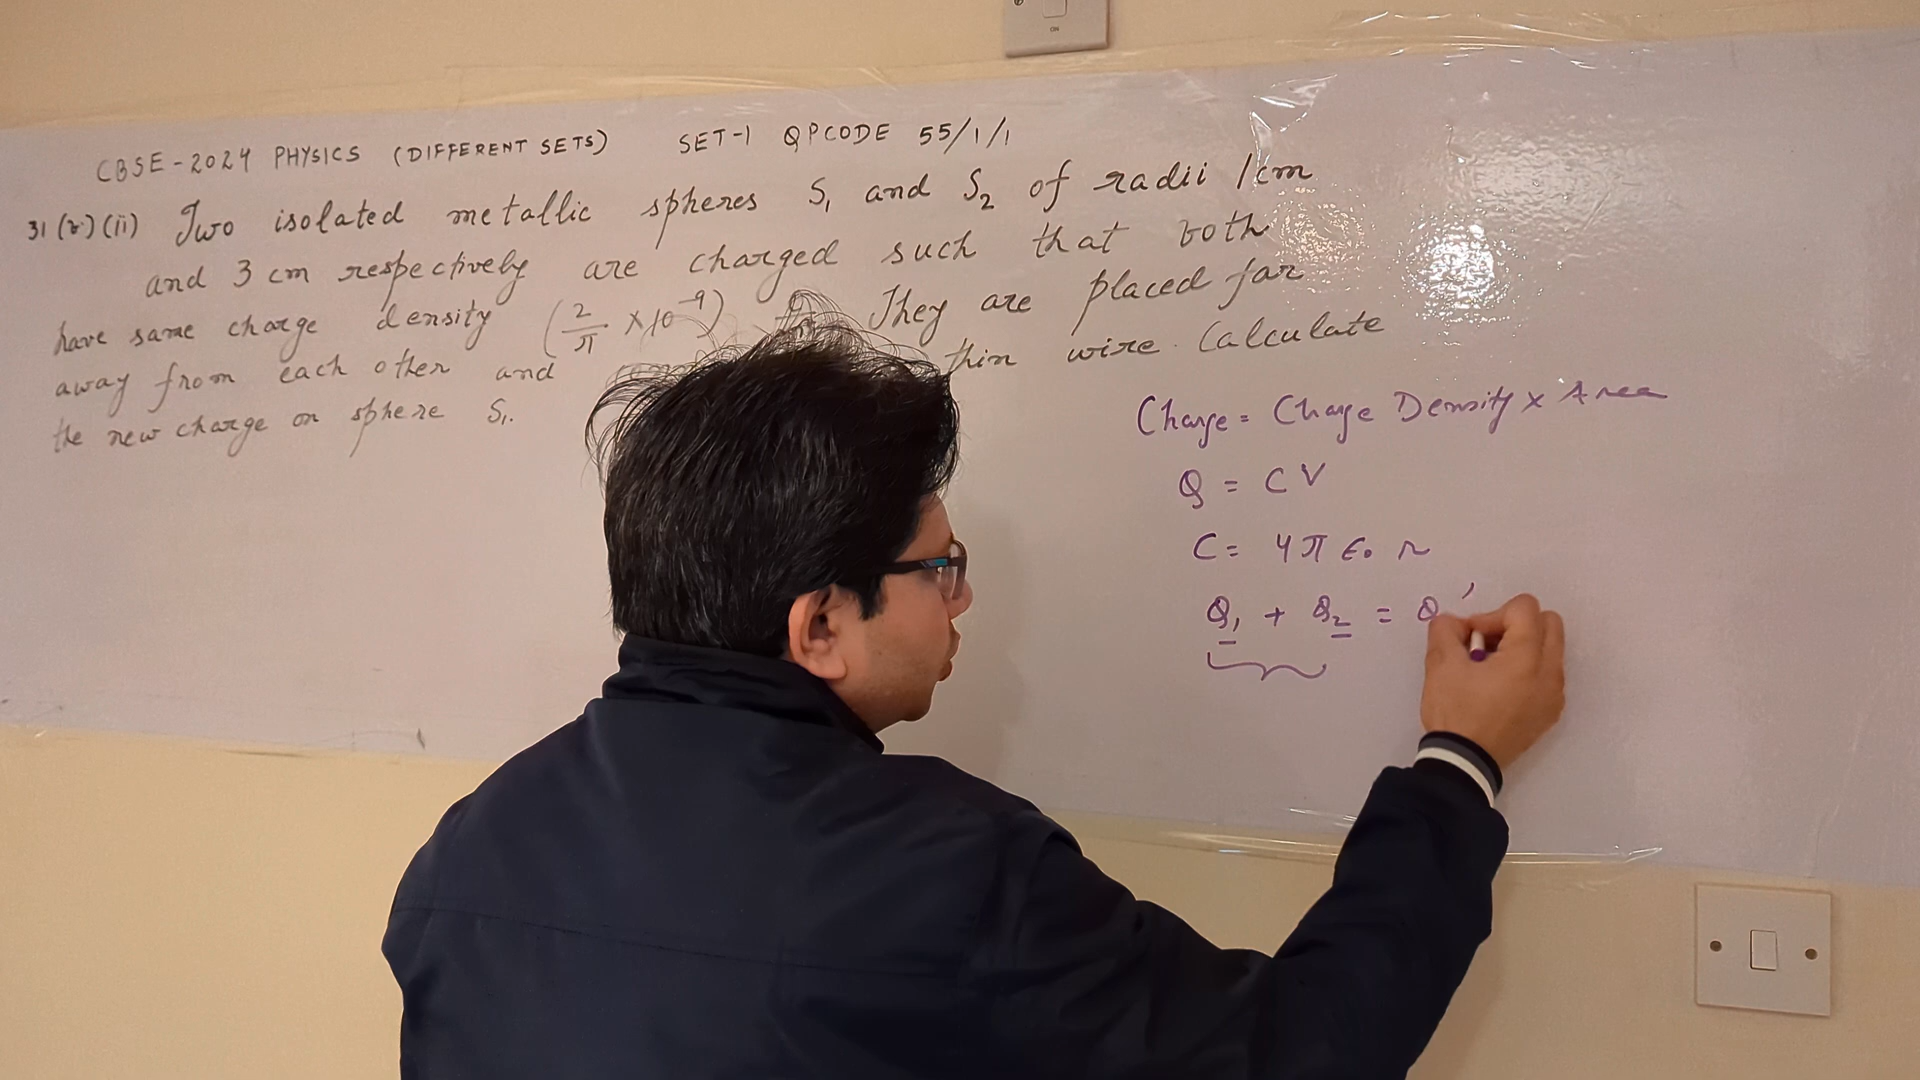 CBSE-2024 PHYSICS (DIFFERENT SETS) SET-1 QPCODE 55/1/1
31 (ii) Two isolated metallic spheres S₁ and S₂ of radii 1cm
and 3 cm respectively are charged such that both
have same charge density (2/π × 10⁻⁹) They are placed far
away from each other and thin wire. Calculate
the new charge on sphere S₁.
Charge = Charge Density × Area
Q = C V
C = 4 π ε₀ r
Q₁ + Q₂ = Q'
ON